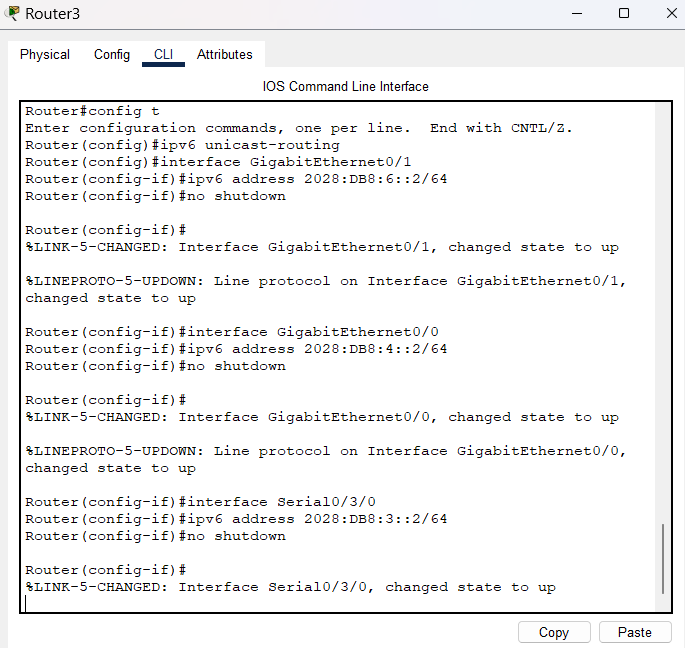 Router3
Physical Config CLI Attributes
IOS Command Line Interface
Router#config t
Enter configuration commands, one per line.  End with CNTL/Z.
Router(config)#ipv6 unicast-routing
Router(config)#interface GigabitEthernet0/1
Router(config-if)#ipv6 address 2028:DB8:6::2/64
Router(config-if)#no shutdown
Router(config-if)#
%LINK-5-CHANGED: Interface GigabitEthernet0/1, changed state to up
%LINEPROTO-5-UPDOWN: Line protocol on Interface GigabitEthernet0/1,
changed state to up
Router(config-if)#interface GigabitEthernet0/0
Router(config-if)#ipv6 address 2028:DB8:4::2/64
Router(config-if)#no shutdown
Router(config-if)#
%LINK-5-CHANGED: Interface GigabitEthernet0/0, changed state to up
%LINEPROTO-5-UPDOWN: Line protocol on Interface GigabitEthernet0/0,
changed state to up
Router(config-if)#interface Serial0/3/0
Router(config-if)#ipv6 address 2028:DB8:3::2/64
Router(config-if)#no shutdown
Router(config-if)#
%LINK-5-CHANGED: Interface Serial0/3/0, changed state to up
Copy Paste